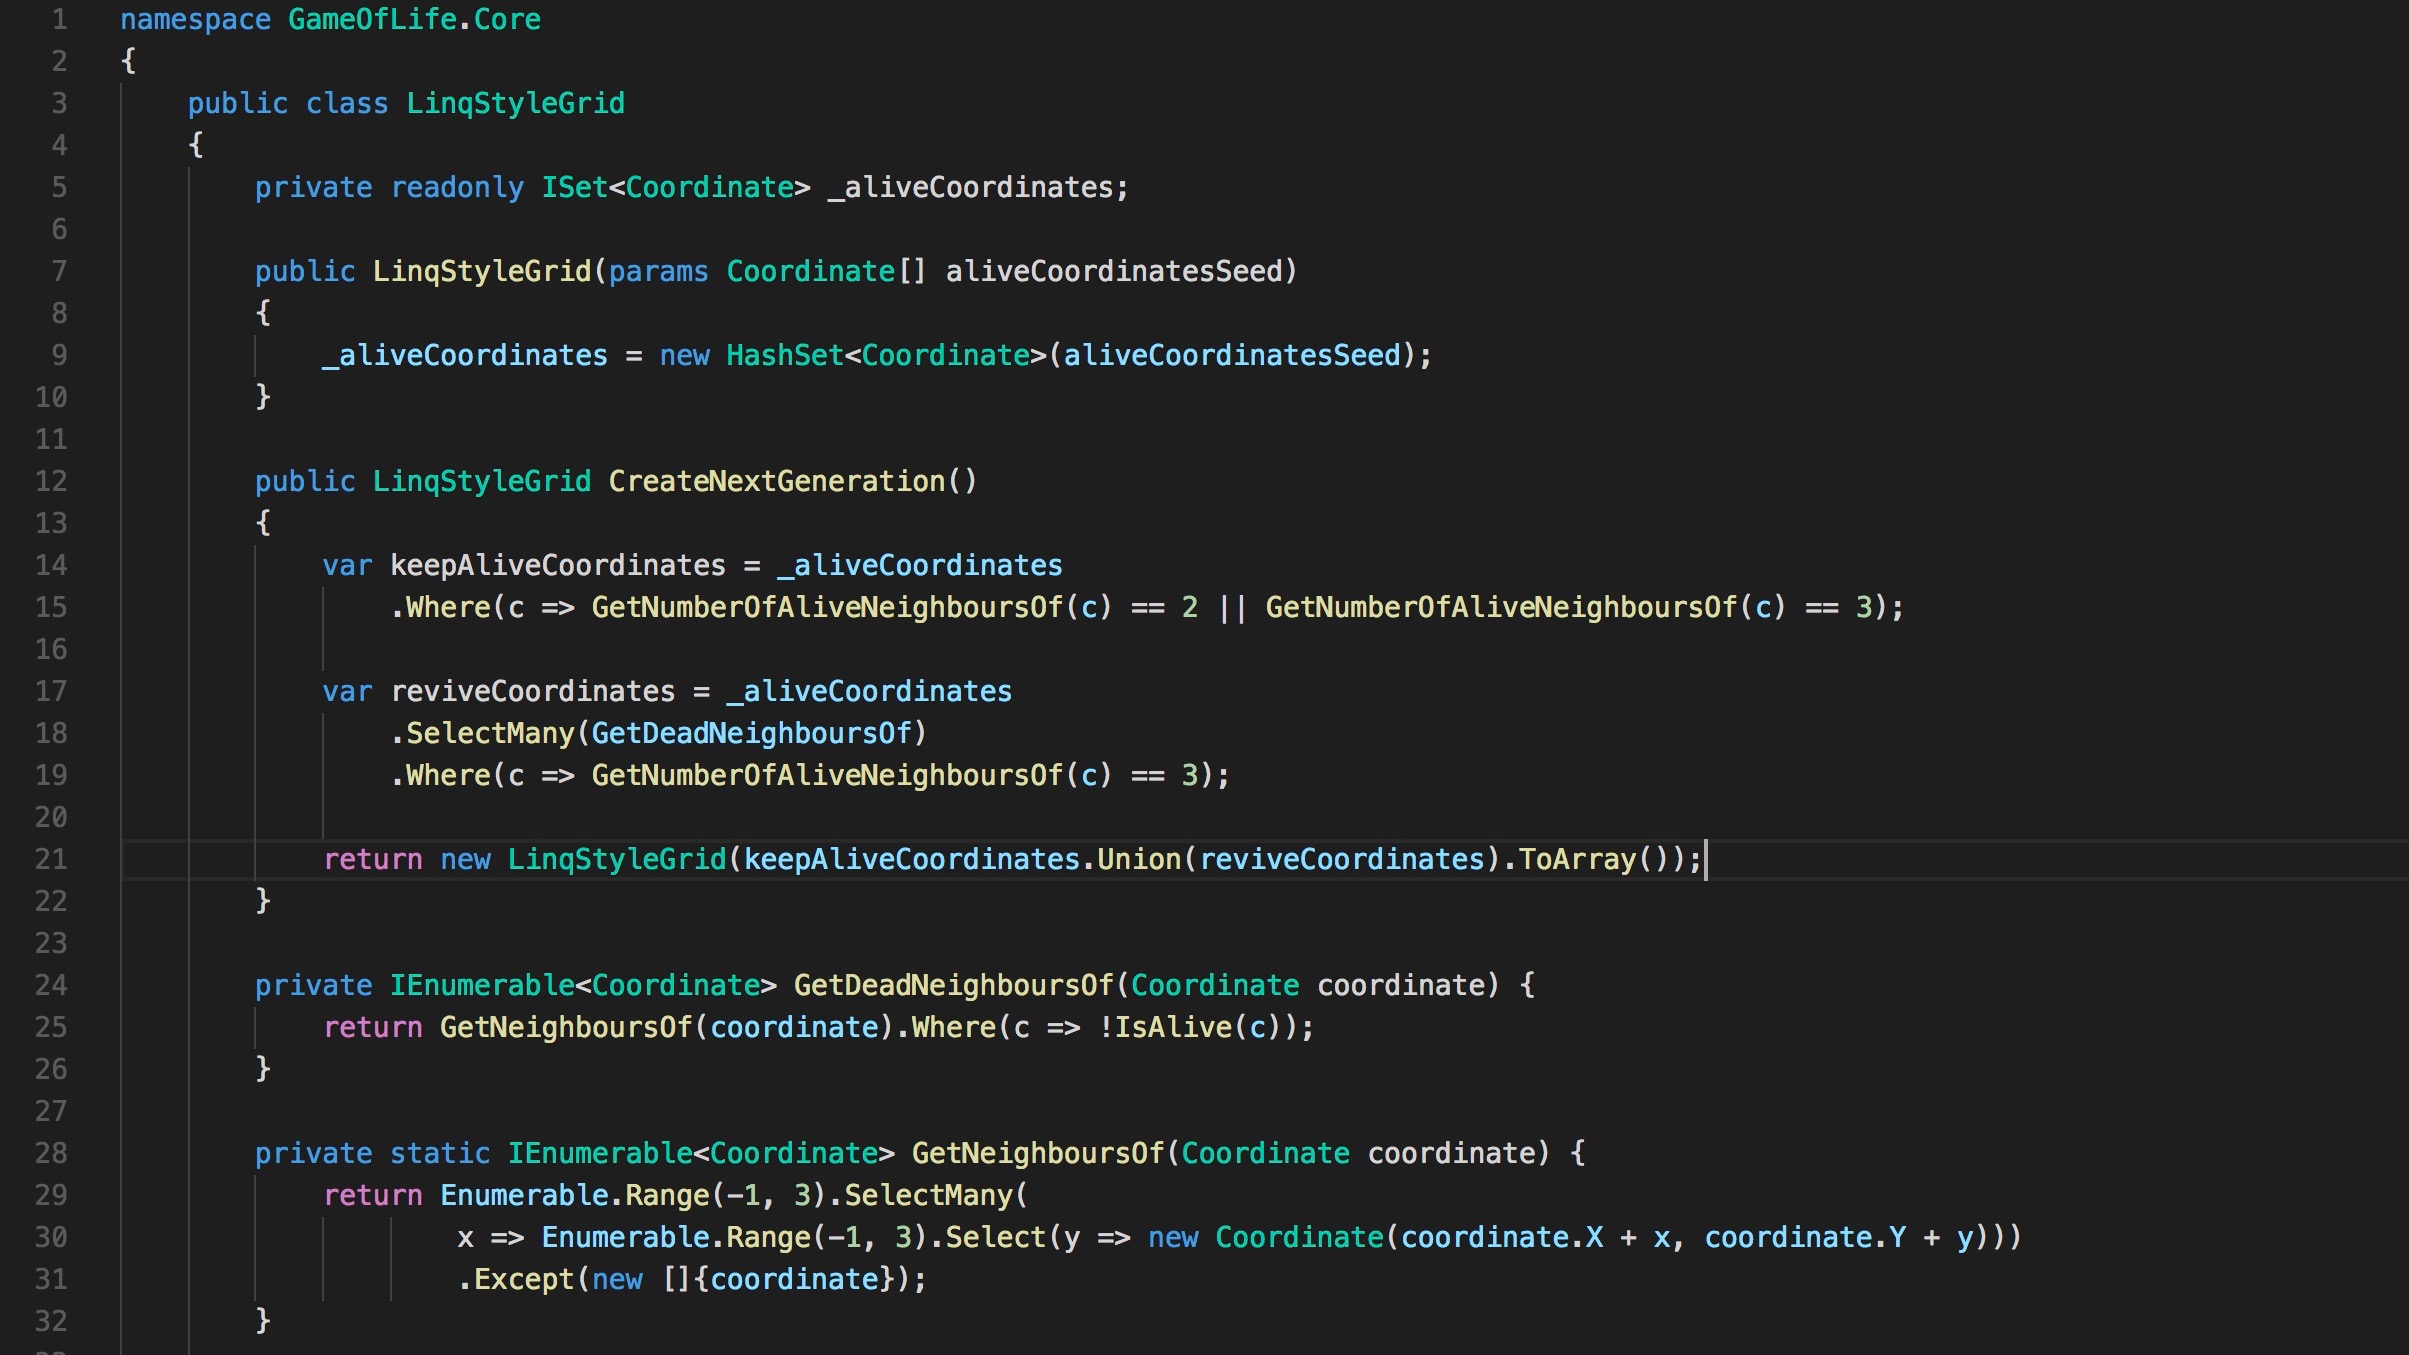 1 namespace GameOfLife.Core
2 {
3 public class LinqStyleGrid
4 {
5 private readonly ISet<Coordinate> _aliveCoordinates;
6
7 public LinqStyleGrid(params Coordinate[] aliveCoordinatesSeed)
8 {
9 _aliveCoordinates = new HashSet<Coordinate>(aliveCoordinatesSeed);
10 }
11
12 public LinqStyleGrid CreateNextGeneration()
13 {
14 var keepAliveCoordinates = _aliveCoordinates
15 .Where(c => GetNumberOfAliveNeighboursOf(c) == 2 || GetNumberOfAliveNeighboursOf(c) == 3);
16
17 var reviveCoordinates = _aliveCoordinates
18 .SelectMany(GetDeadNeighboursOf)
19 .Where(c => GetNumberOfAliveNeighboursOf(c) == 3);
20
21 return new LinqStyleGrid(keepAliveCoordinates.Union(reviveCoordinates).ToArray());
22 }
23
24 private IEnumerable<Coordinate> GetDeadNeighboursOf(Coordinate coordinate) {
25 return GetNeighboursOf(coordinate).Where(c => !IsAlive(c));
26 }
27
28 private static IEnumerable<Coordinate> GetNeighboursOf(Coordinate coordinate) {
29 return Enumerable.Range(-1, 3).SelectMany(
30 x => Enumerable.Range(-1, 3).Select(y => new Coordinate(coordinate.X + x, coordinate.Y + y)))
31 .Except(new []{coordinate});
32 }